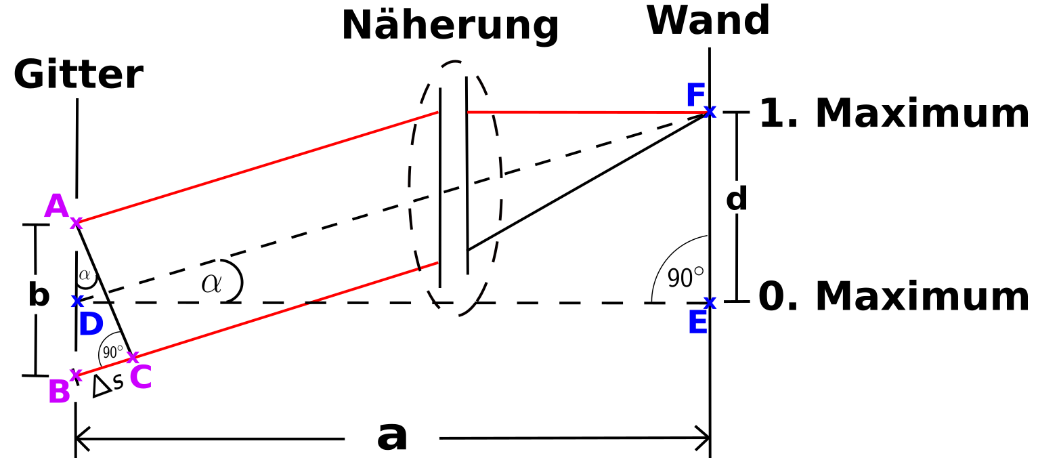 Näherung
Wand
Gitter
F
1. Maximum
A
d
α
α
90°
b
D
0. Maximum
E
90°
B
Δs
C
a